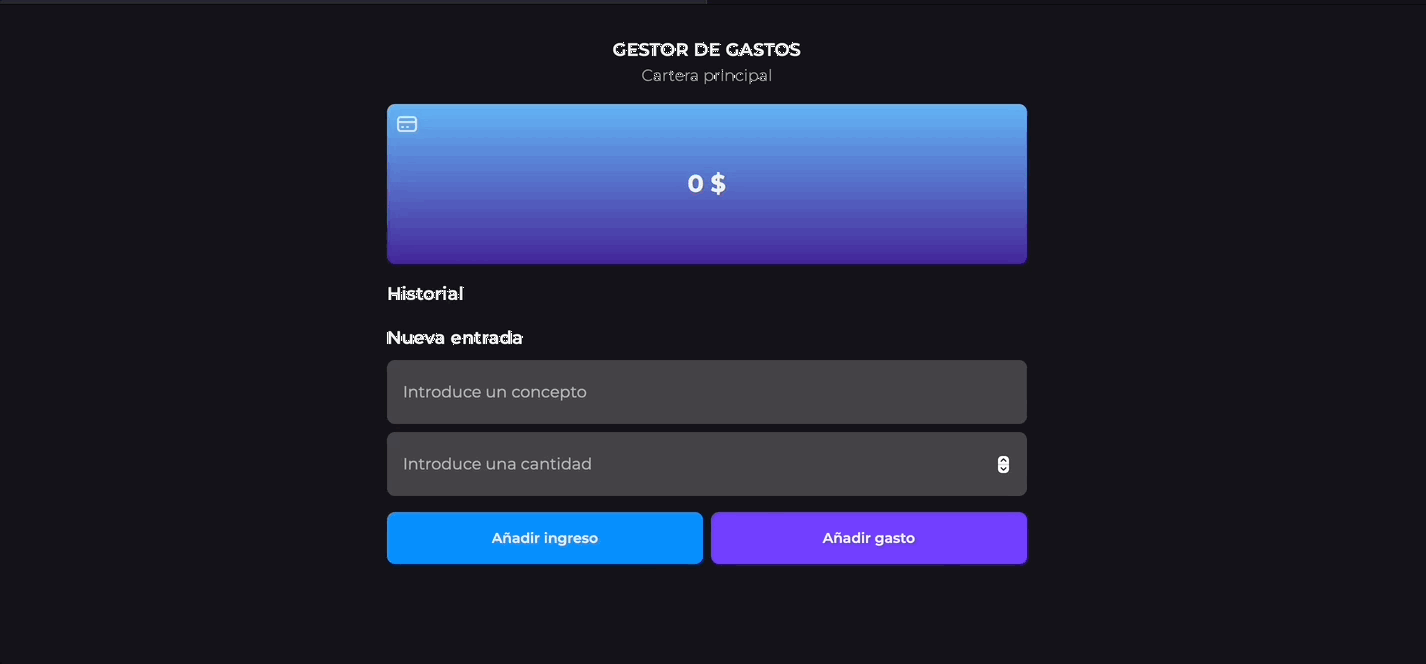 GESTOR DE GASTOS
Cartera principal
0 $
Historial
Nueva entrada
Introduce un concepto
Introduce una cantidad
Añadir ingreso
Añadir gasto